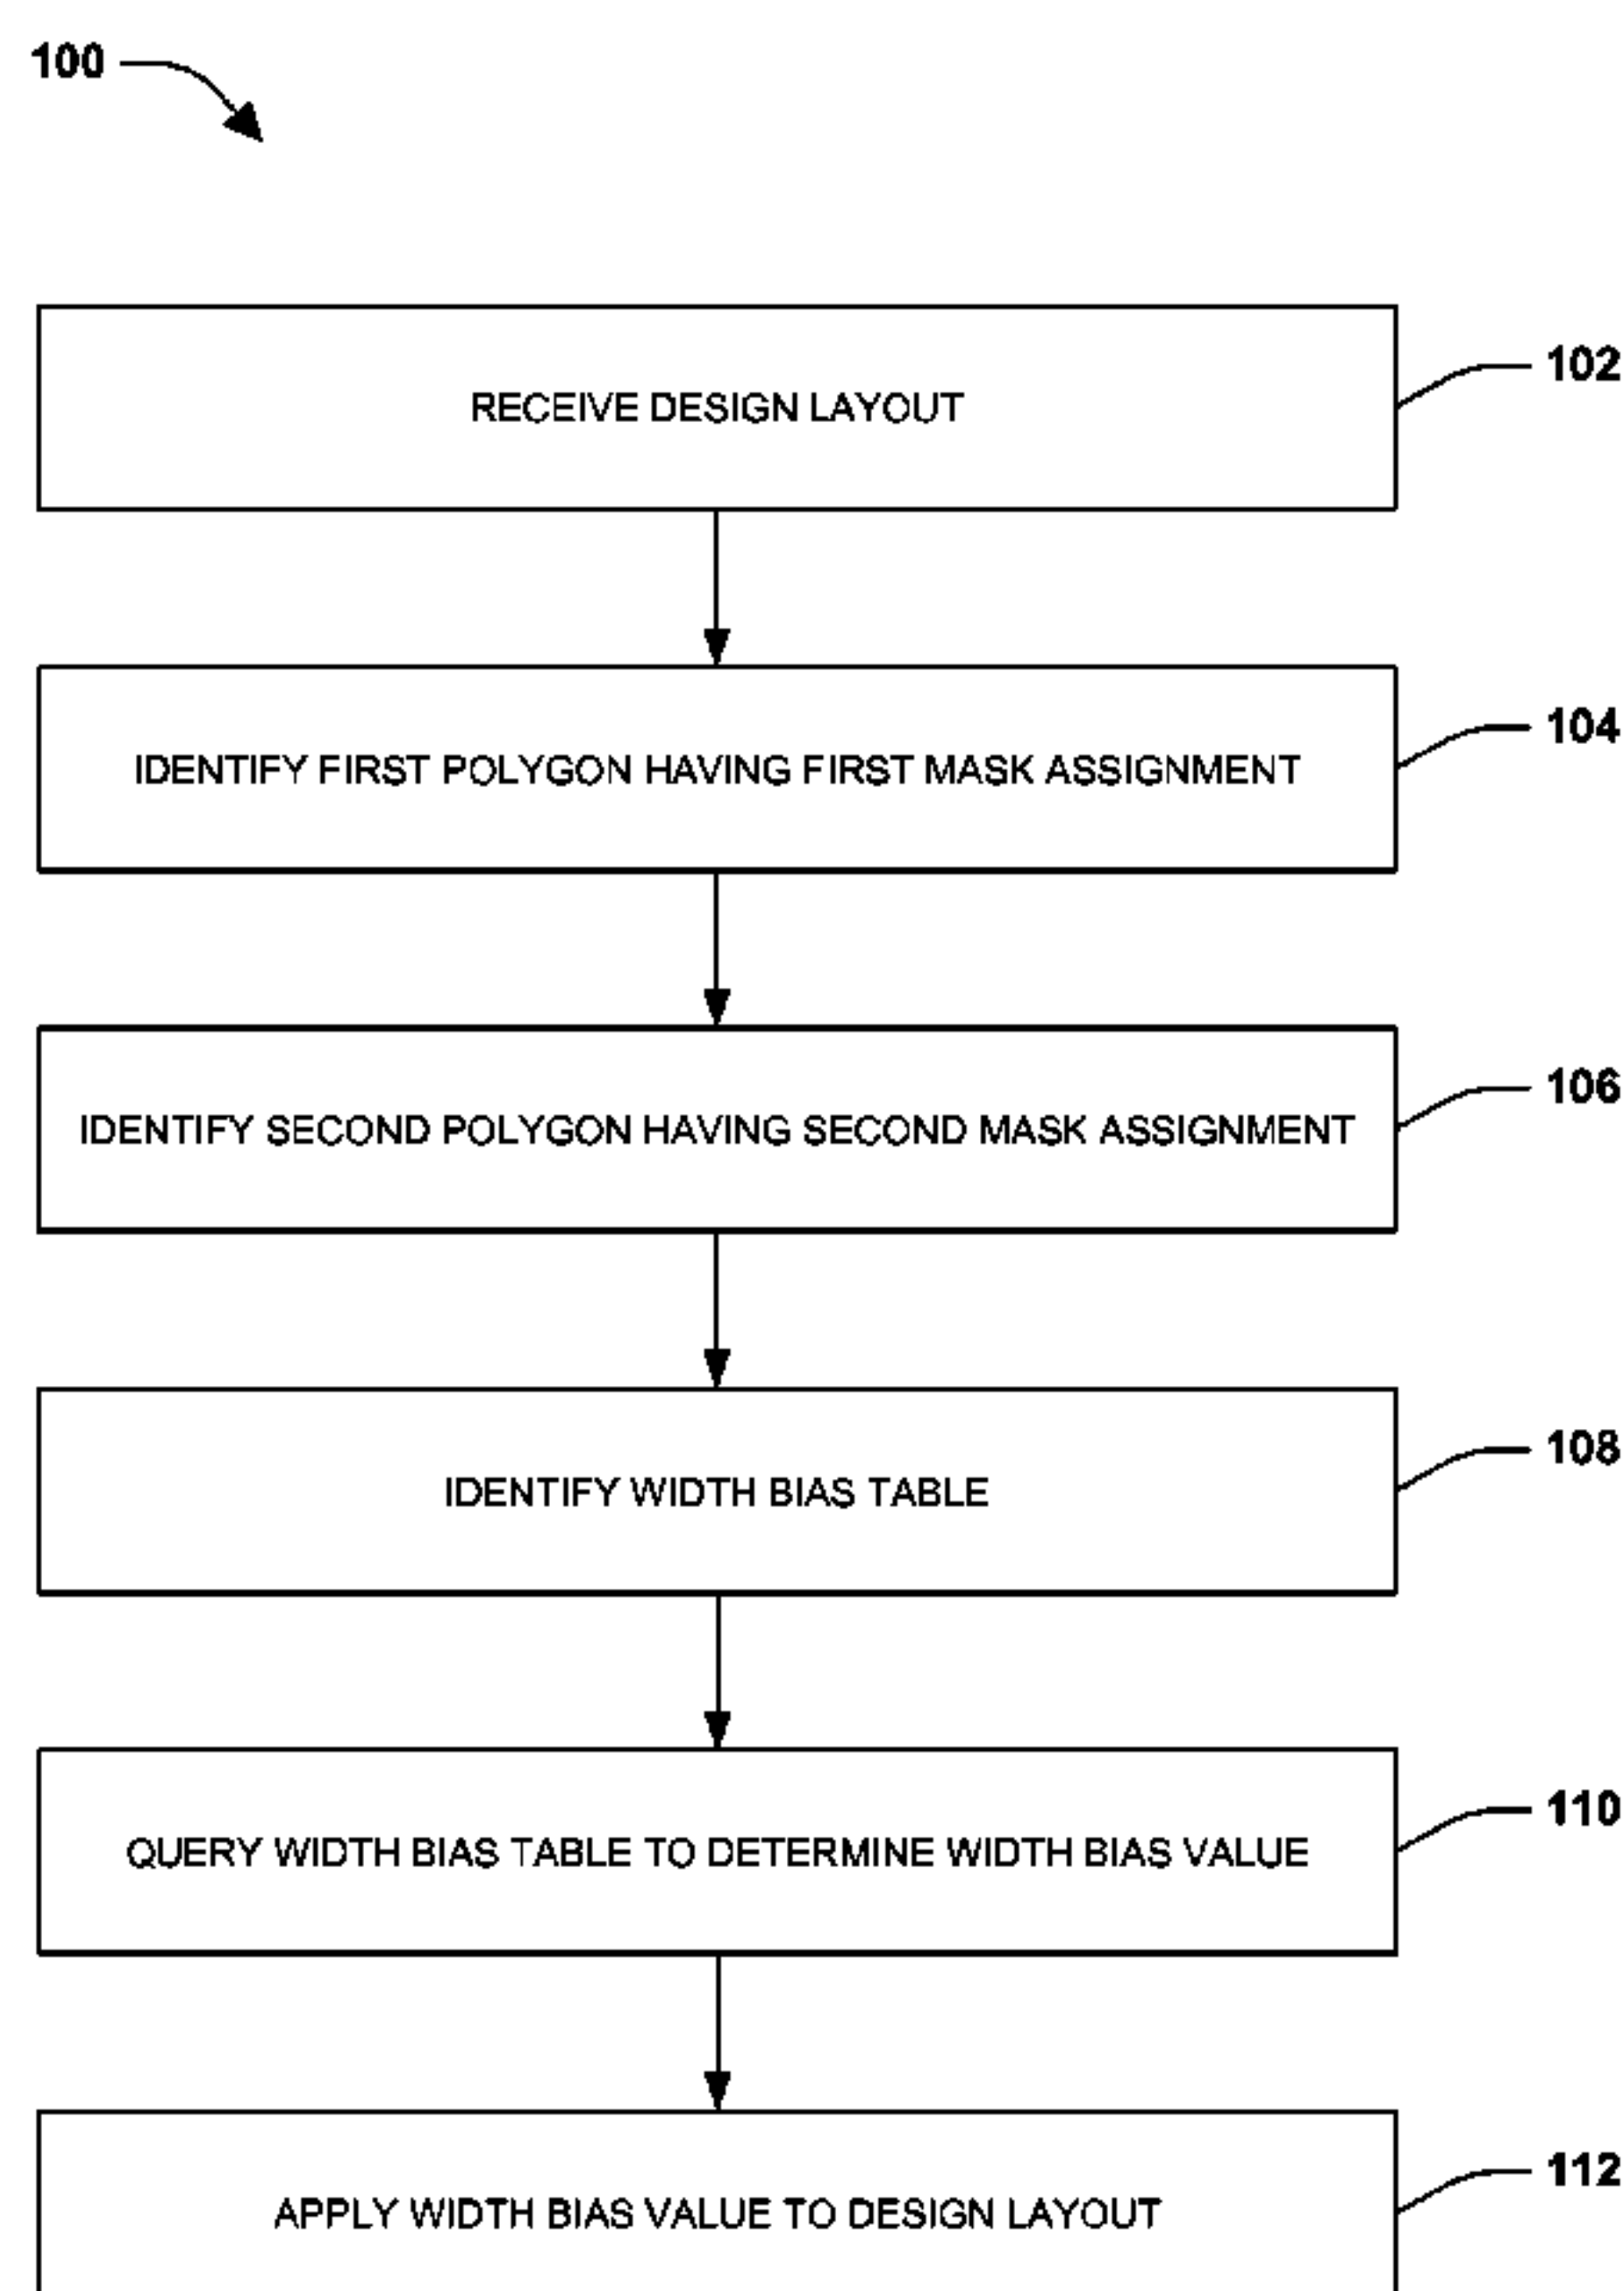 100
RECEIVE DESIGN LAYOUT
102
IDENTIFY FIRST POLYGON HAVING FIRST MASK ASSIGNMENT
104
IDENTIFY SECOND POLYGON HAVING SECOND MASK ASSIGNMENT
106
IDENTIFY WIDTH BIAS TABLE
108
QUERY WIDTH BIAS TABLE TO DETERMINE WIDTH BIAS VALUE
110
APPLY WIDTH BIAS VALUE TO DESIGN LAYOUT
112